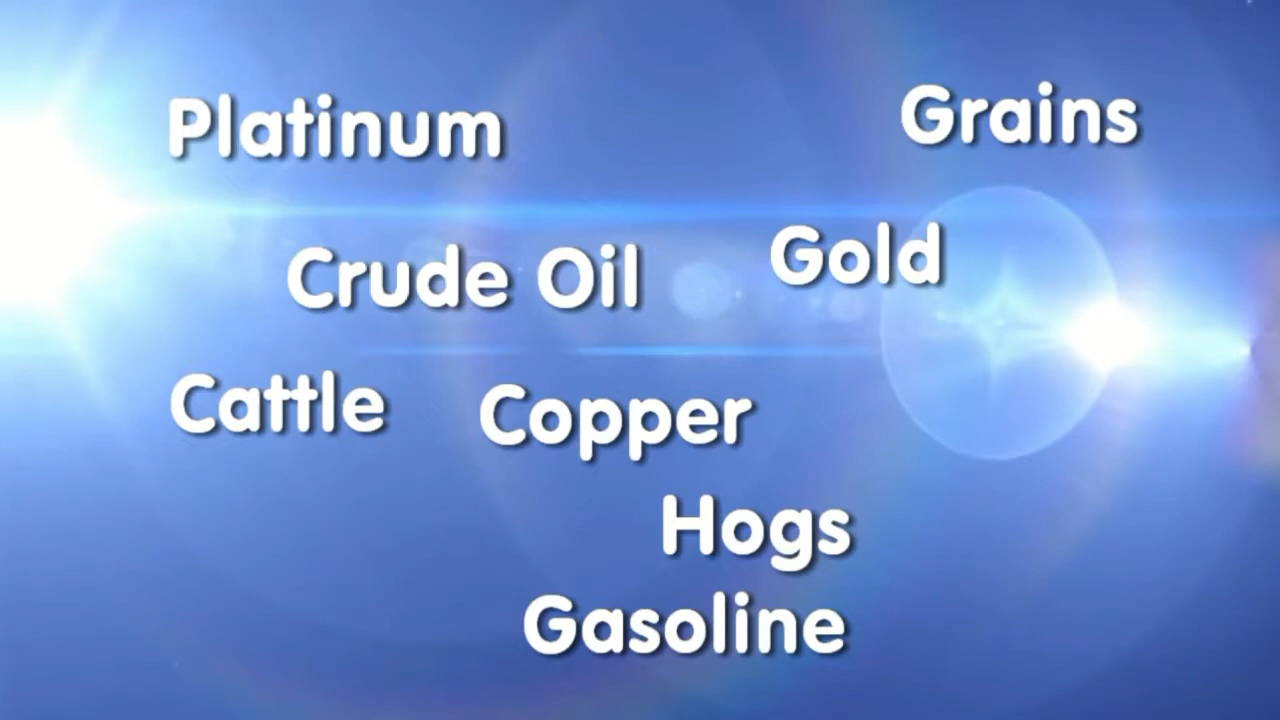 Platinum
Grains
Crude Oil
Gold
Cattle
Copper
Hogs
Gasoline